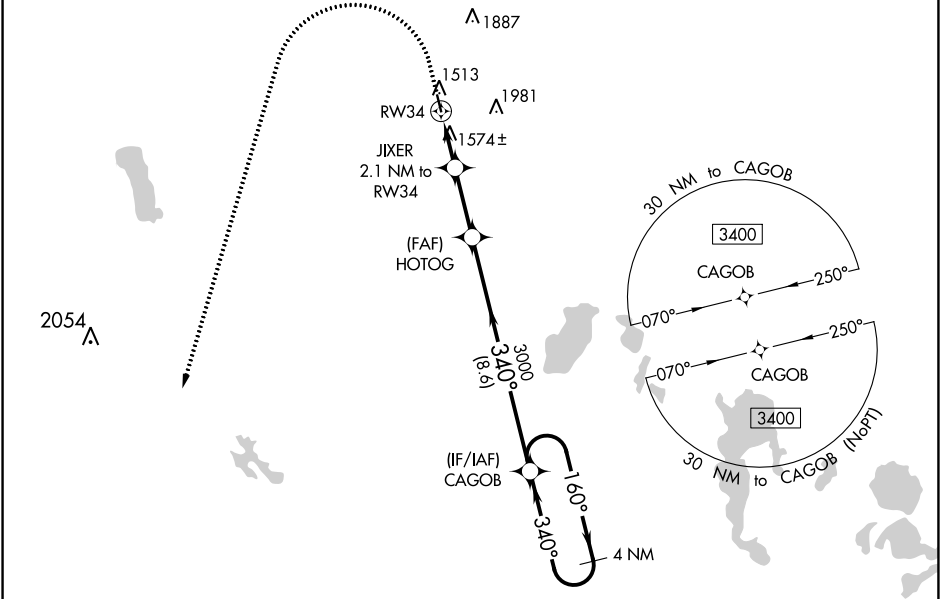 1887
1513
1981
RW34
1574±
JIXER
2.1 NM to
RW34
(FAF)
HOTOG
2054
3000
340°
(8.6)
(IF/IAF)
CAGOB
160°
340°
4 NM
30 NM to CAGOB
3400
CAGOB
250°
070°
250°
070°
CAGOB
3400
30 NM to CAGOB (NoPT)